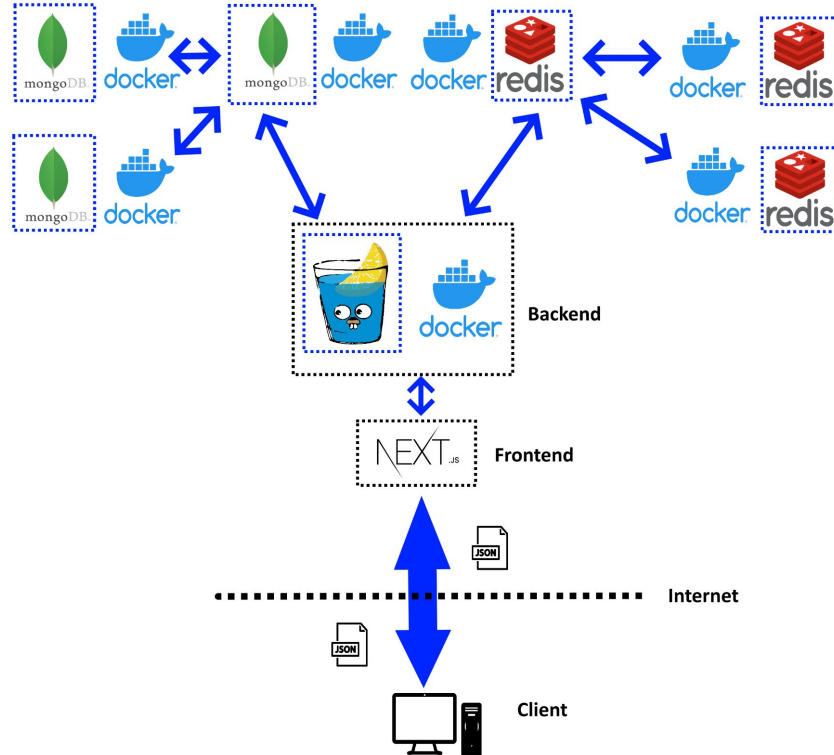 mongoDB
docker
mongoDB
docker
docker
redis
docker
redis
mongoDB
docker
docker
redis
docker
Backend
NEXT.JS
Frontend
JSON
Internet
JSON
Client